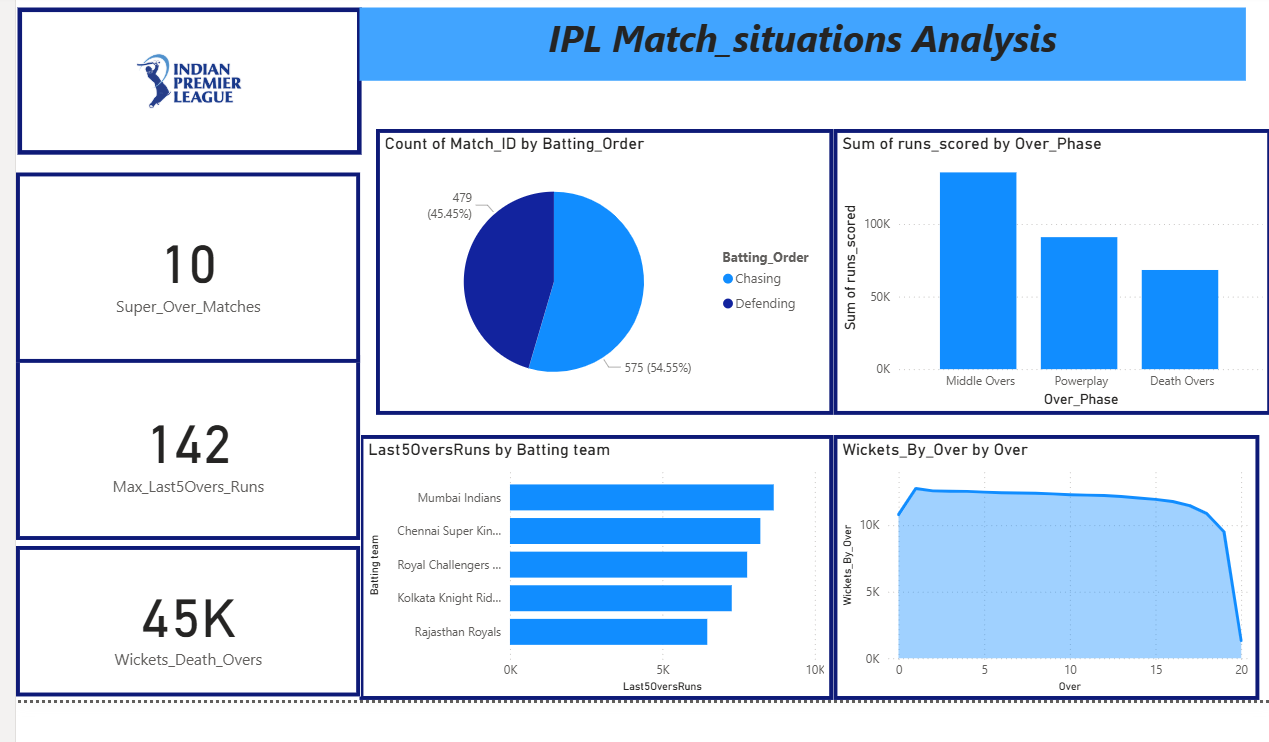 INDIAN
PREMIER
LEAGUE
IPL Match_situations Analysis
10
Super_Over_Matches
142
Max_Last5Overs_Runs
45K
Wickets_Death_Overs
Count of Match_ID by Batting_Order
479
(45.45%)
575 (54.55%)
Batting_Order
Chasing
Defending
Sum of runs_scored by Over_Phase
Sum of runs_scored
100K
50K
0K
Middle Overs
Powerplay
Death Overs
Over_Phase
Last5OversRuns by Batting team
Batting team
Mumbai Indians
Chennai Super Kin...
Royal Challengers ...
Kolkata Knight Rid...
Rajasthan Royals
0K
5K
10K
Last5OversRuns
Wickets_By_Over by Over
Wickets_By_Over
10K
5K
0K
0
5
10
15
20
Over